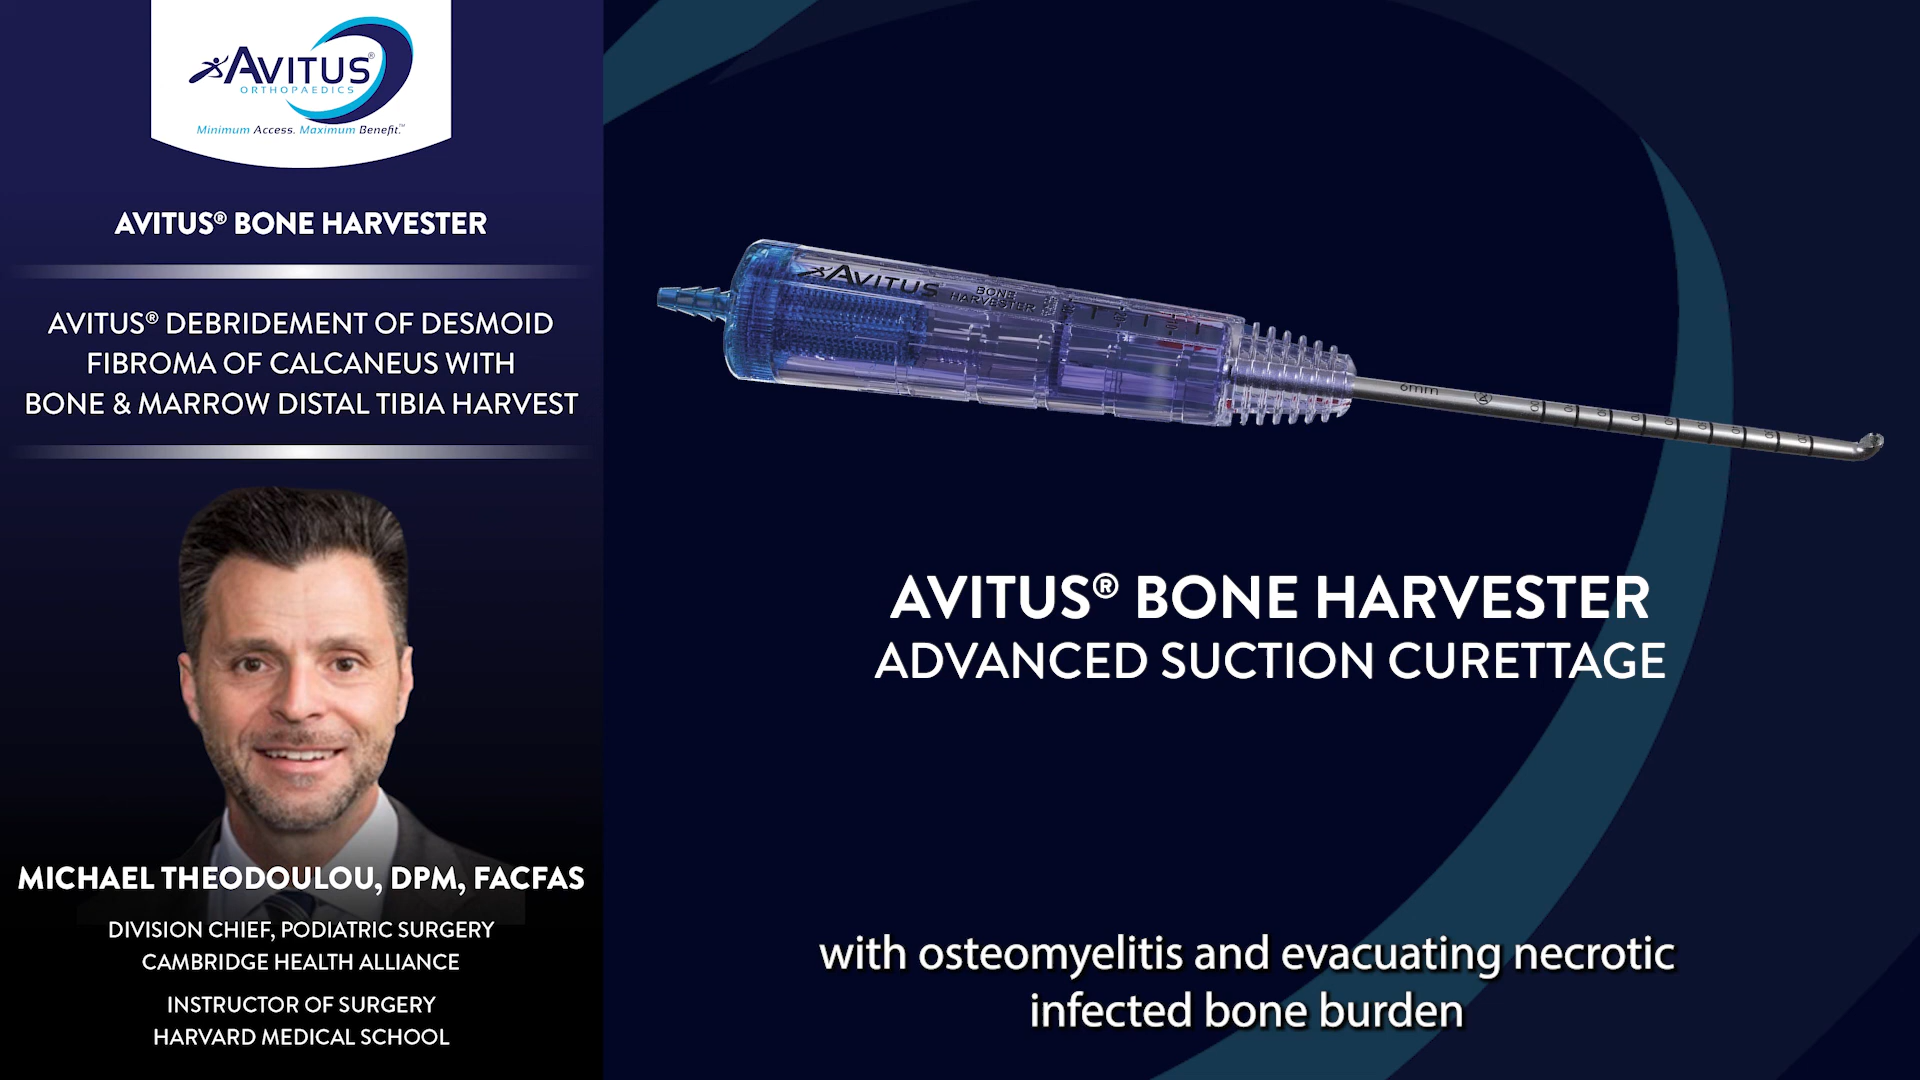 AVITUS®
ORTHOPAEDICS
Minimum Access. Maximum Benefit.™
AVITUS® BONE HARVESTER
AVITUS® DEBRIDEMENT OF DESMOID
FIBROMA OF CALCANEUS WITH
BONE & MARROW DISTAL TIBIA HARVEST
MICHAEL THEODOULOU, DPM, FACFAS
DIVISION CHIEF, PODIATRIC SURGERY
CAMBRIDGE HEALTH ALLIANCE
INSTRUCTOR OF SURGERY
HARVARD MEDICAL SCHOOL
AVITUS
BONE
HARVESTER
6mm
AVITUS® BONE HARVESTER
ADVANCED SUCTION CURETTAGE
with osteomyelitis and evacuating necrotic
infected bone burden